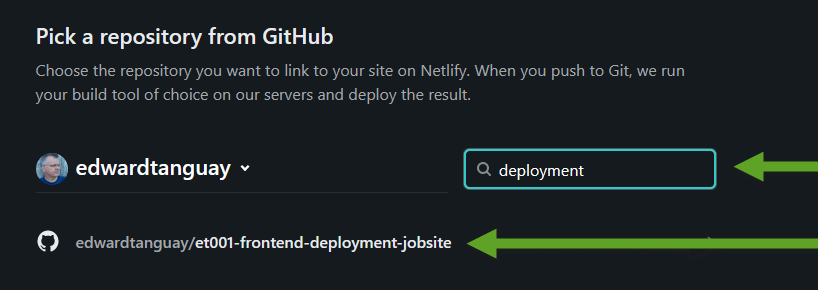 Pick a repository from GitHub
Choose the repository you want to link to your site on Netlify. When you push to Git, we run
your build tool of choice on our servers and deploy the result.
edwardtanguay
deployment
edwardtanguay/et001-frontend-deployment-jobsite